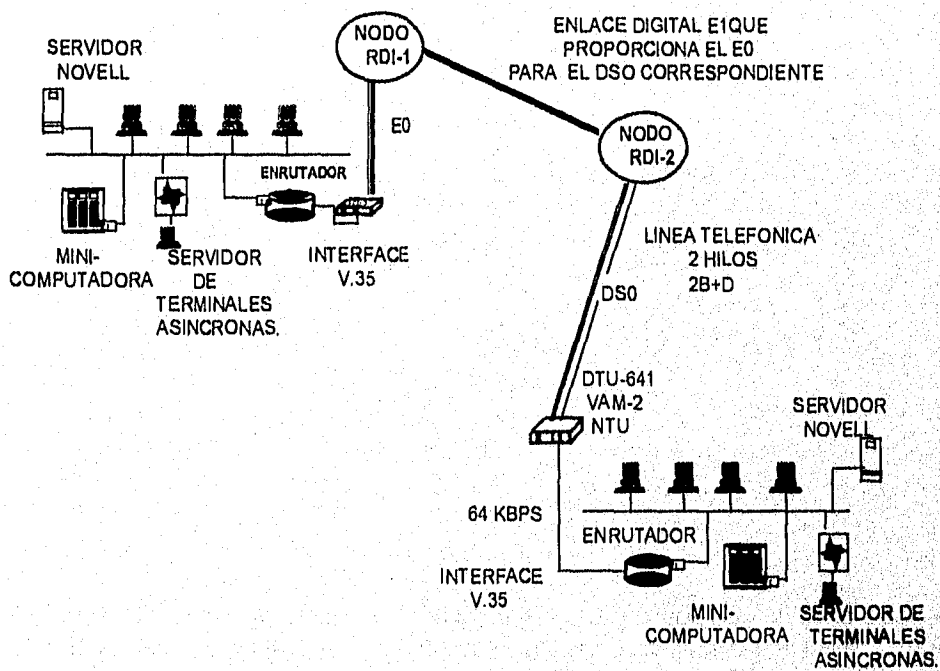 SERVIDOR
NOVELL
NODO
RDI-1
ENLACE DIGITAL E1QUE
PROPORCIONA EL E0
PARA EL DSO CORRESPONDIENTE
E0
NODO
RDI-2
ENRUTADOR
MINI-
COMPUTADORA
SERVIDOR
DE
TERMINALES
ASINCRONAS.
INTERFACE
V.35
LINEA TELEFONICA
2 HILOS
2B+D
DS0
DTU-641
VAM-2
NTU
SERVIDOR
NOVELL
64 KBPS
ENRUTADOR
INTERFACE
V.35
MINI-
COMPUTADORA
SERVIDOR DE
TERMINALES
ASINCRONAS.